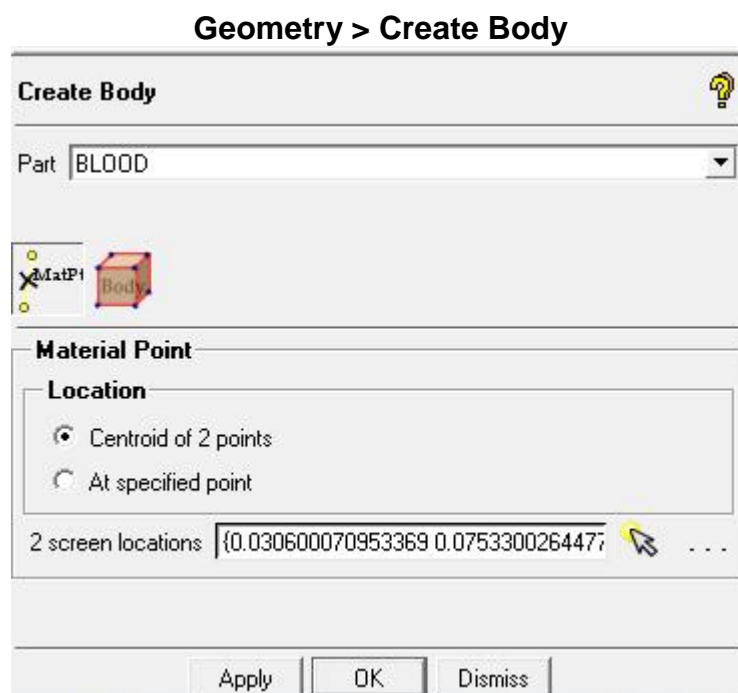 Geometry > Create Body
Create Body
Part BLOOD
MatPt Body
Material Point
Location
Centroid of 2 points
At specified point
2 screen locations {0.030600070953369 0.0753300264477 ...
Apply OK Dismiss